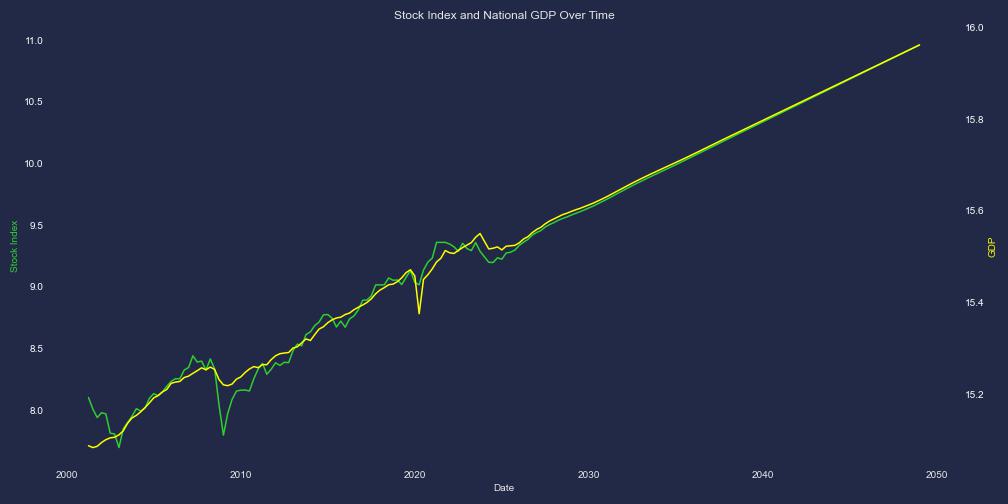 Stock Index and National GDP Over Time
16.0
11.0
10.5
15.8
10.0
15.6
9.5
Stock Index
GDP
9.0
15.4
8.5
15.2
8.0
2000 2010 2020 2030 2040 2050
Date